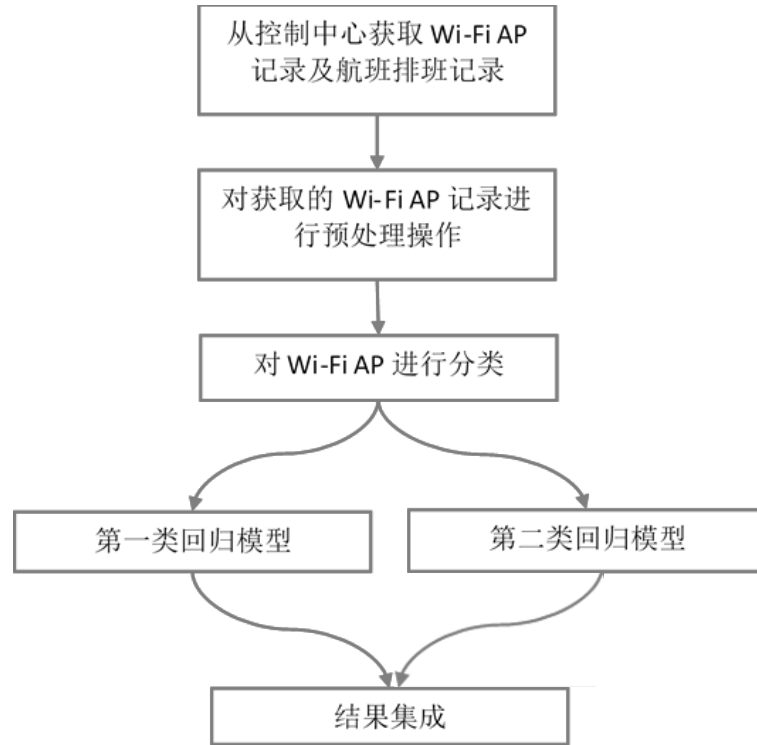 从控制中心获取 Wi-Fi AP
记录及航班排班记录
对获取的 Wi-Fi AP 记录进
行预处理操作
对 Wi-Fi AP 进行分类
第一类回归模型
第二类回归模型
结果集成